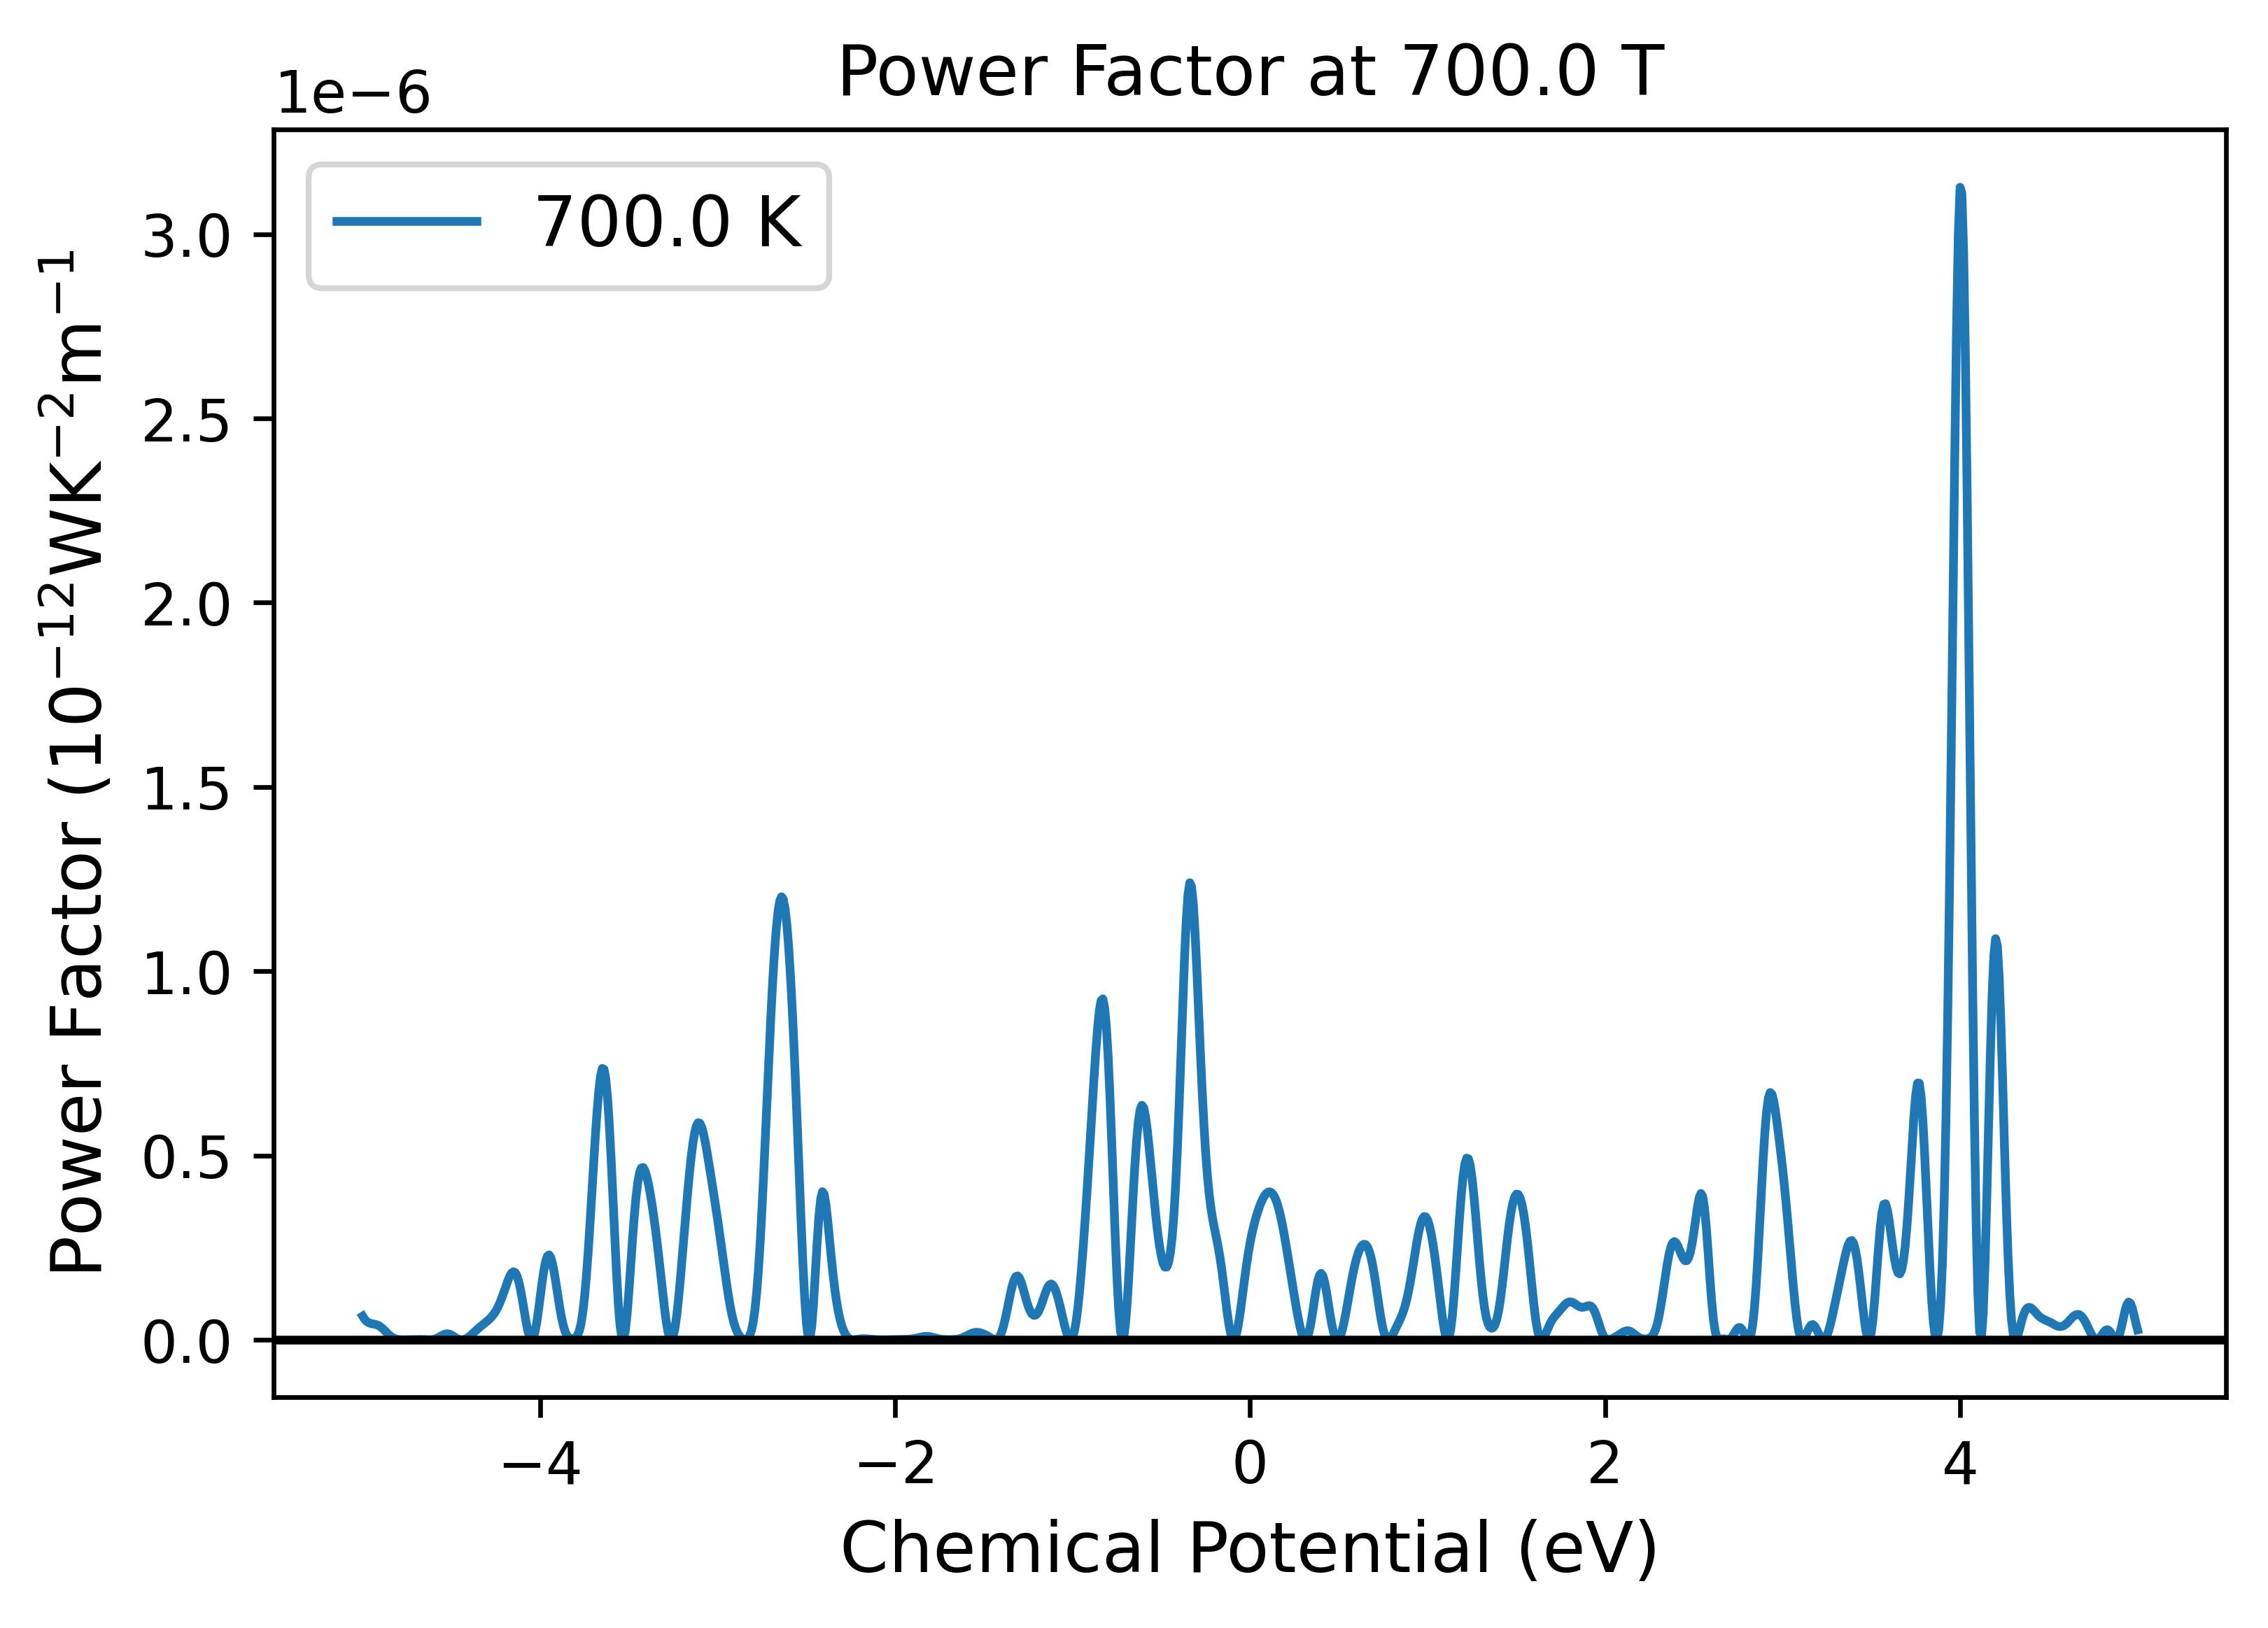 Power Factor at 700.0 T
1e−6
700.0 K
Power Factor (10⁻¹²WK⁻²m⁻¹
3.0
2.5
2.0
1.5
1.0
0.5
0.0
−4 −2 0 2 4
Chemical Potential (eV)